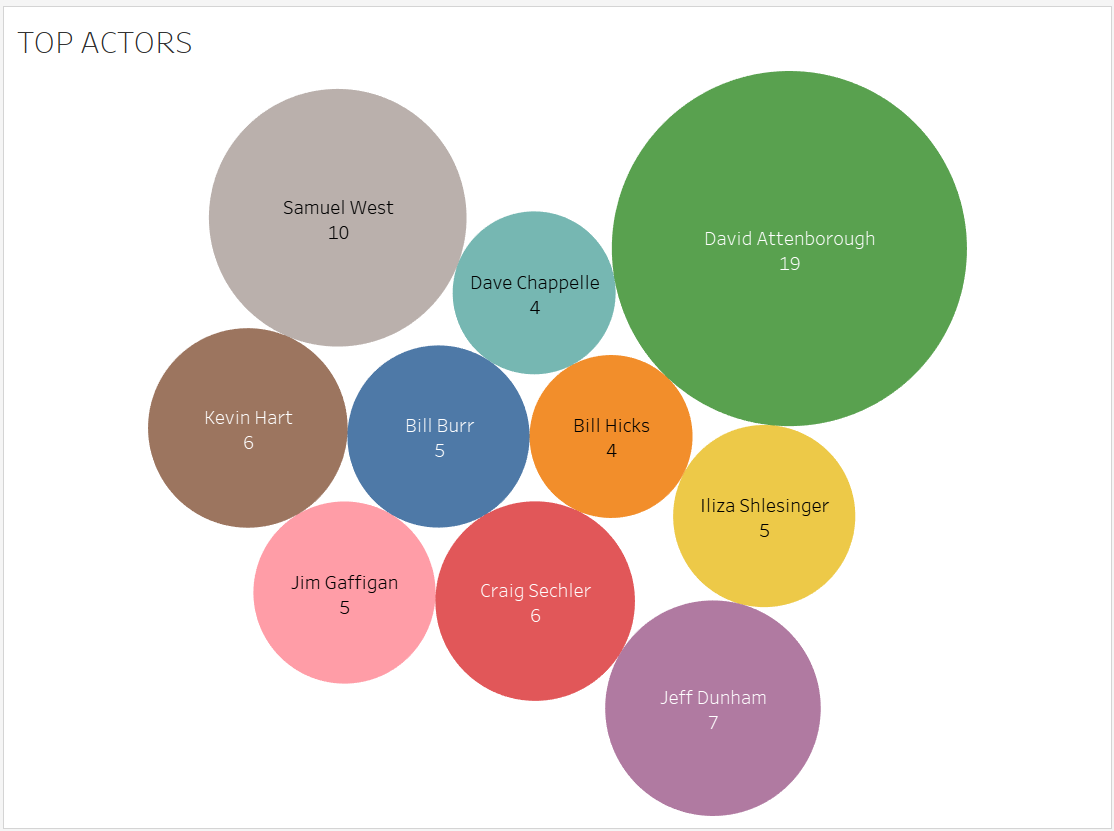 TOP ACTORS
Samuel West
10
David Attenborough
19
Dave Chappelle
4
Kevin Hart
6
Bill Burr
5
Bill Hicks
4
Iliza Shlesinger
5
Jim Gaffigan
5
Craig Sechler
6
Jeff Dunham
7